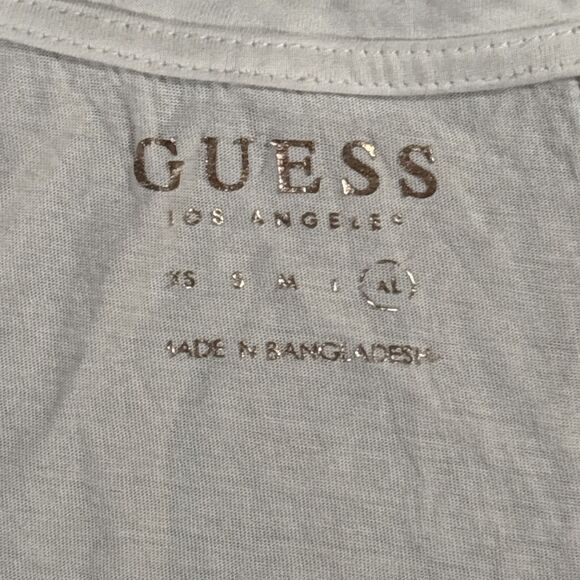 GUESS
LOS ANGELES
XS S M L XL
MADE IN BANGLADESH